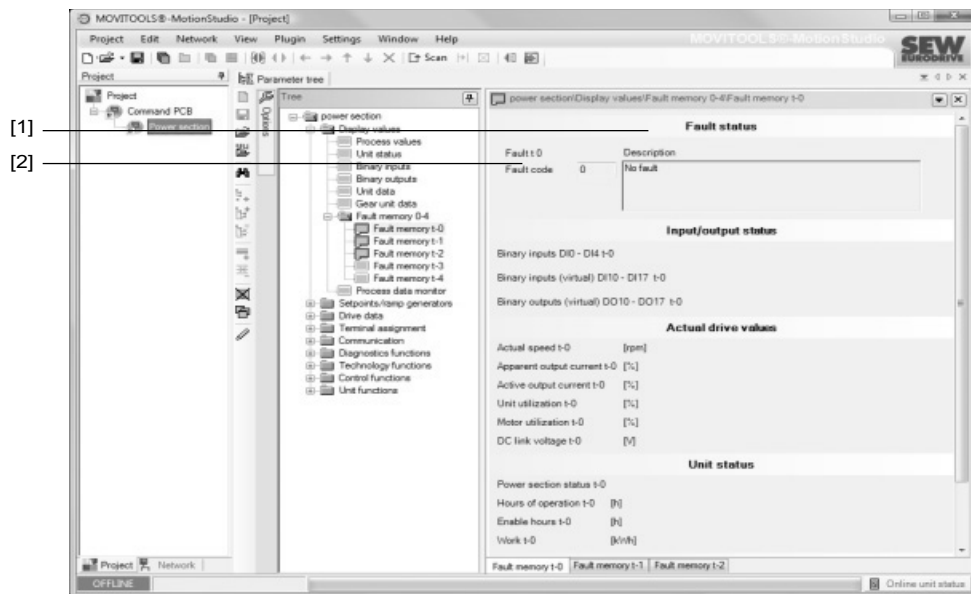 MOVITOOLS®-MotionStudio - [Project]
Project Edit Network View Plugin Settings Window Help
MOVITOOLS®-MotionStudio
SEW
EURODRIVE
Scan
Project
Parameter tree
Project
Command PCB
Power section
Options
Tree
power section
Display values
Process values
Unit status
Binary inputs
Binary outputs
Unit data
Gear unit data
Fault memory 0-4
Fault memory t-0
Fault memory t-1
Fault memory t-2
Fault memory t-3
Fault memory t-4
Process data monitor
Setpoints/ramp generators
Drive data
Terminal assignment
Communication
Diagnostics functions
Technology functions
Control functions
Unit functions
power section\Display values\Fault memory 0-4\Fault memory t-0
[1]
Fault status
[2]
Fault t 0 Description
Fault code 0 No fault
Input/output status
Binary inputs DI0 - DI4 t-0
Binary inputs (virtual) DI10 - DI17 t-0
Binary outputs (virtual) DO10 - DO17 t-0
Actual drive values
Actual speed t-0 [rpm]
Apparent output current t-0 [%]
Active output current t-0 [%]
Unit utilization t-0 [%]
Motor utilization t-0 [%]
DC link voltage t-0 [V]
Unit status
Power section status t-0
Hours of operation t-0 [h]
Enable hours t-0 [h]
Work t-0 [kWh]
Project Network
Fault memory t-0 Fault memory t-1 Fault memory t-2
OFFLINE
Online unit status